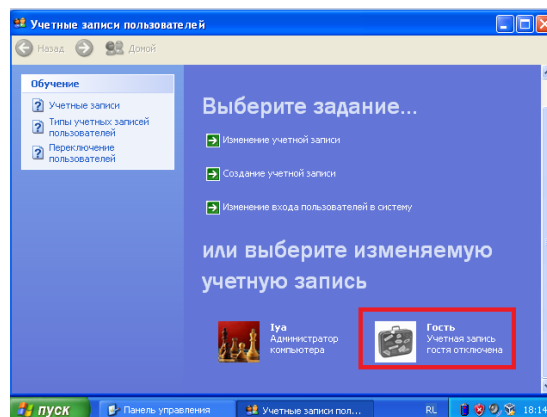 Учетные записи пользователей
Назад
Домой
Обучение
Учетные записи
Типы учетных записей
пользователей
Переключение
пользователей
Выберите задание...
Изменение учетной записи
Создание учетной записи
Изменение входа пользователей в систему
или выберите изменяемую
учетную запись
Iya
Администратор
компьютера
Гость
Учетная запись
гостя отключена
пуск
Панель управления
Учетные записи пол...
RL
18:14